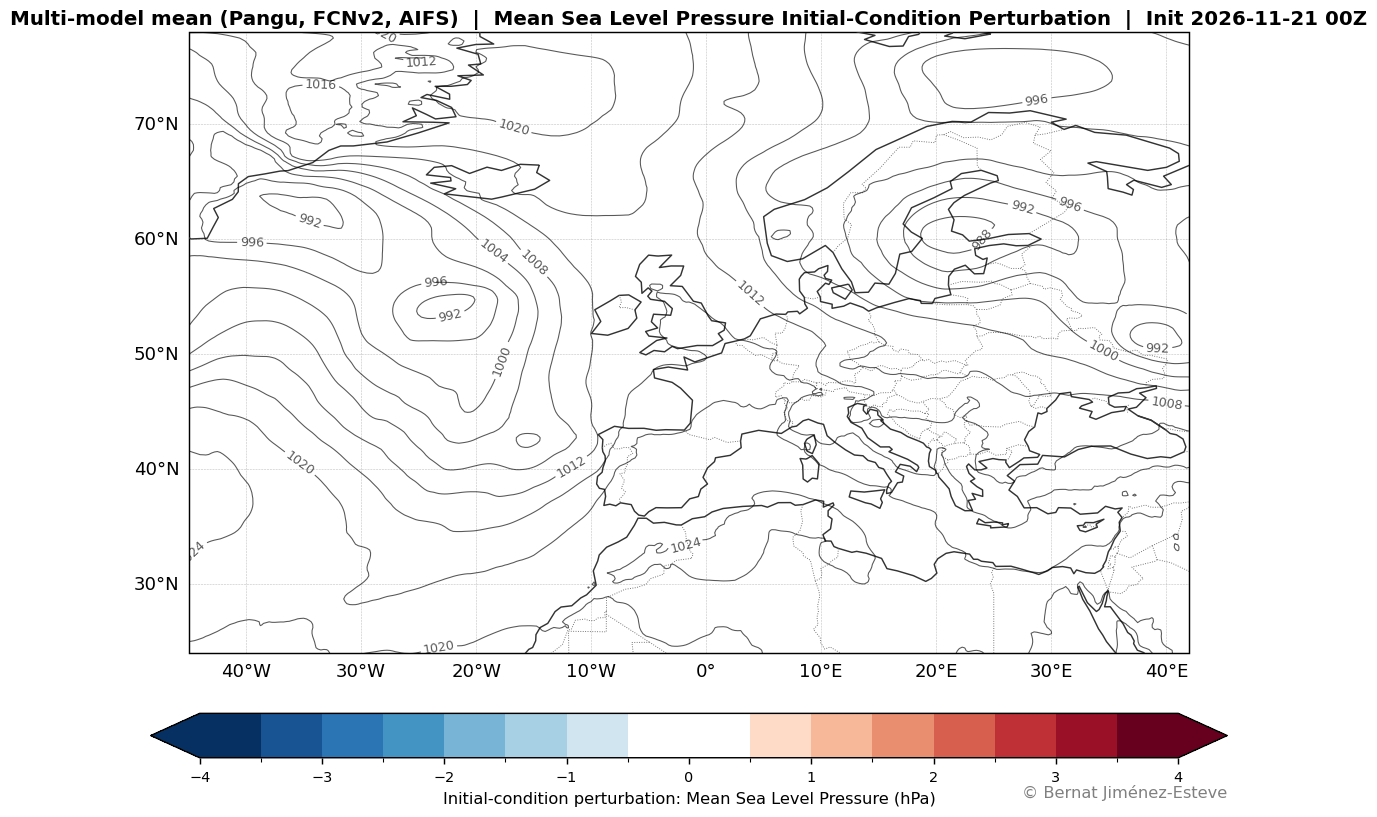 Multi-model mean (Pangu, FCNv2, AIFS) | Mean Sea Level Pressure Initial-Condition Perturbation | Init 2026-11-21 00Z
1012
1016
996
70°N
1020
992
996
992
60°N
996
1004
1008
988
996
1012
992
50°N
1000
1000
992
1008
1020
1012
40°N
1024
30°N
1020
40°W 30°W 20°W 10°W 0° 10°E 20°E 30°E 40°E
−4 −3 −2 −1 0 1 2 3 4
Initial-condition perturbation: Mean Sea Level Pressure (hPa)
© Bernat Jiménez-Esteve